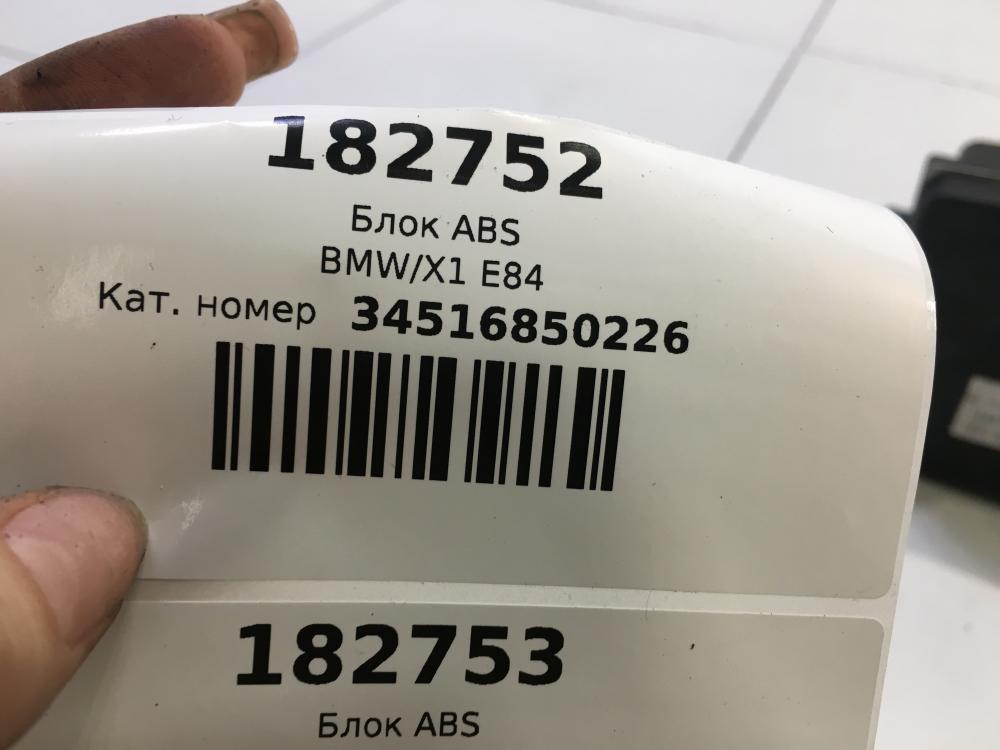 182752
Блок ABS
BMW/X1 E84
Кат. номер 34516850226
182753
Блок ABS